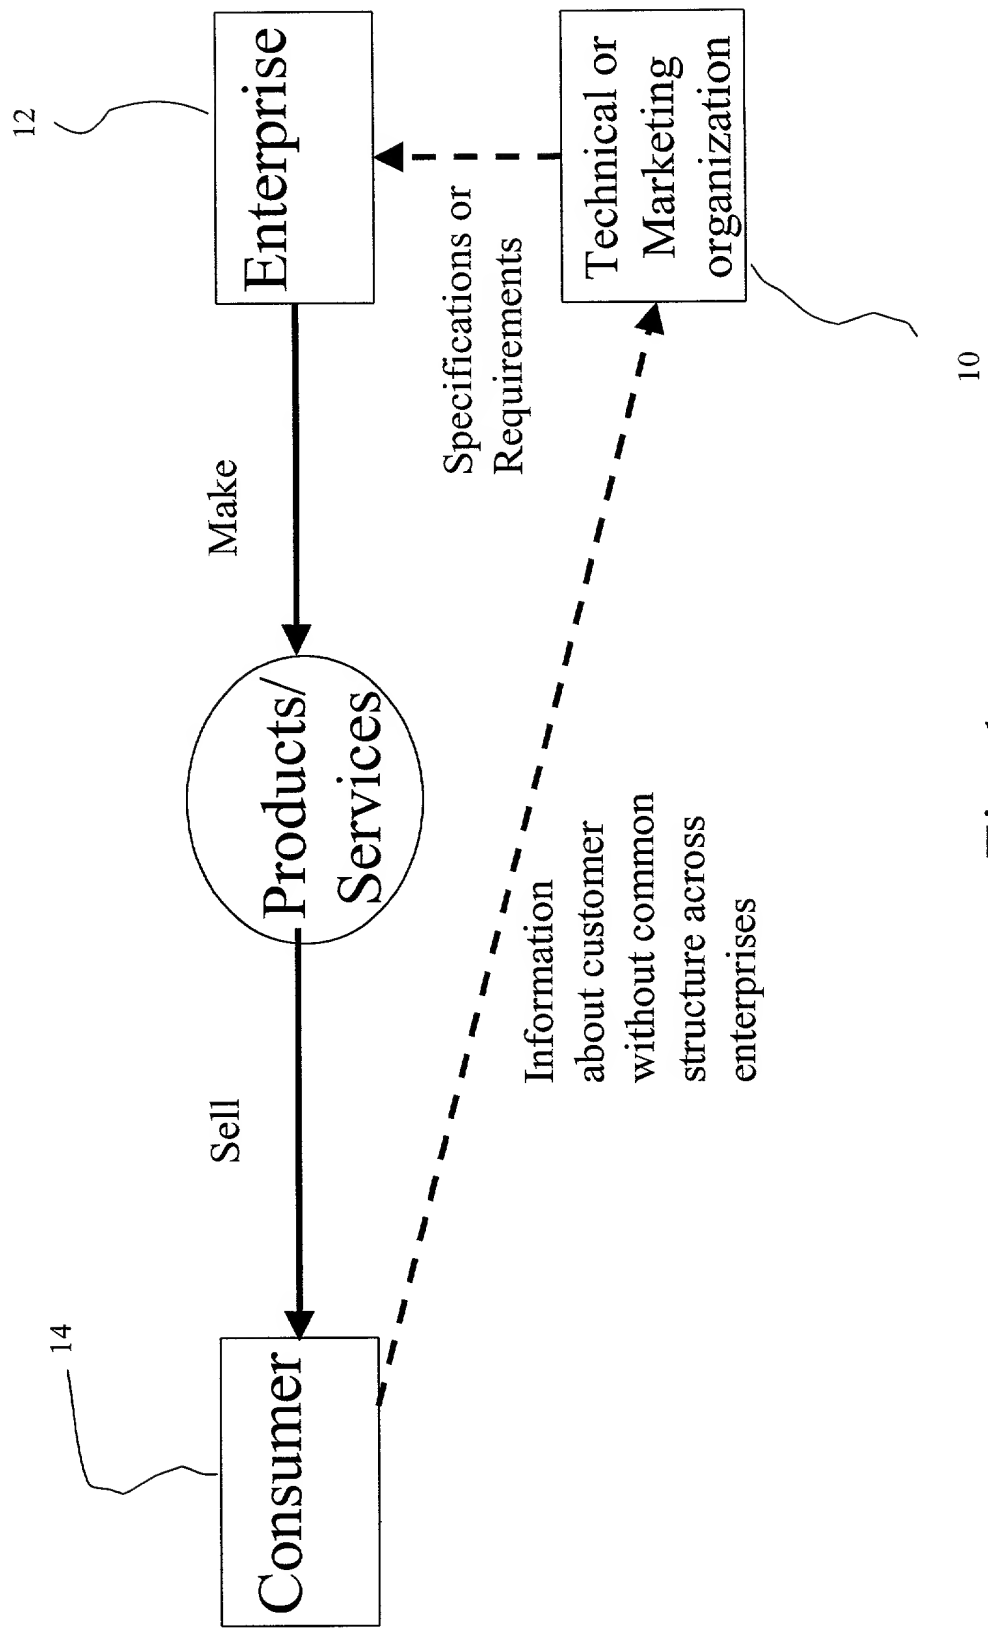 14
Consumer
Sell
Products/
Services
Make
12
Enterprise
Information
about customer
without common
structure across
enterprises
Specifications or
Requirements
Technical or
Marketing
organization
10